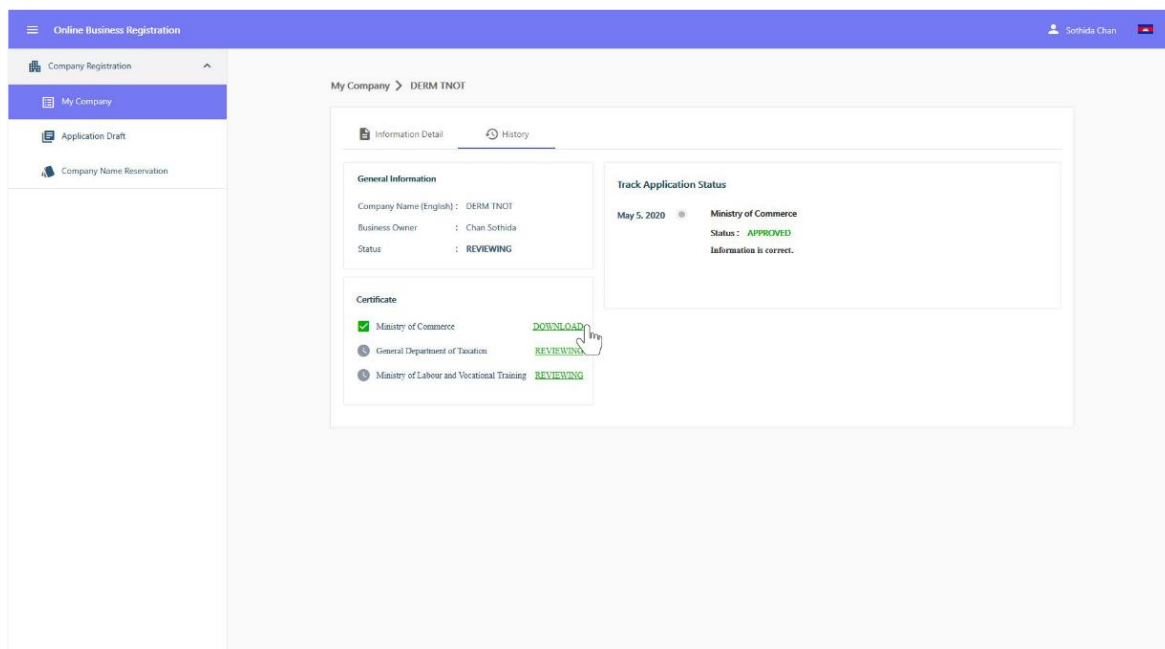 Online Business Registration
Sothida Chan
Company Registration
My Company
Application Draft
Company Name Reservation
My Company > DERM TNOT
Information Detail
History
General Information
Company Name (English) : DERM TNOT
Business Owner : Chan Sothida
Status : REVIEWING
Certificate
Ministry of Commerce DOWNLOAD
General Department of Taxation REVIEWING
Ministry of Labour and Vocational Training REVIEWING
Track Application Status
May 5, 2020 Ministry of Commerce
Status : APPROVED
Information is correct.